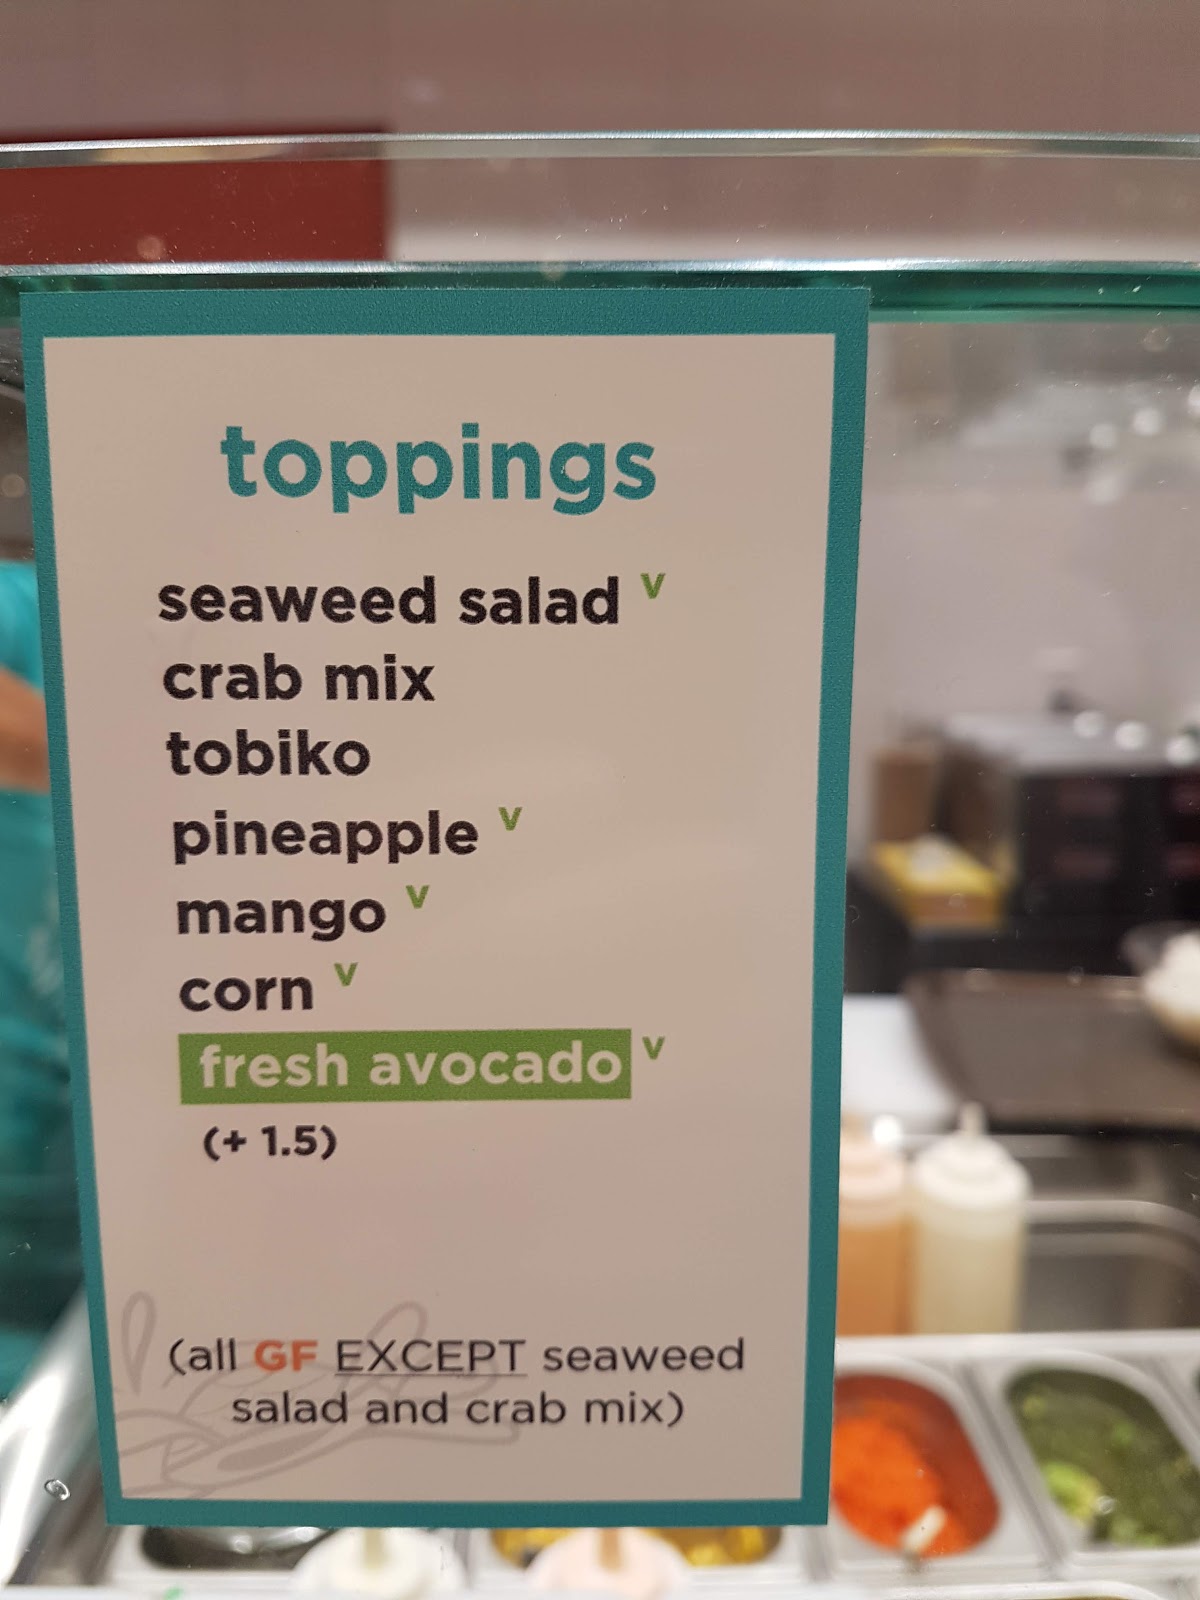 toppings
seaweed salad V
crab mix
tobiko
pineapple V
mango V
corn V
fresh avocado V
(+ 1.5)
(all GF EXCEPT seaweed
salad and crab mix)